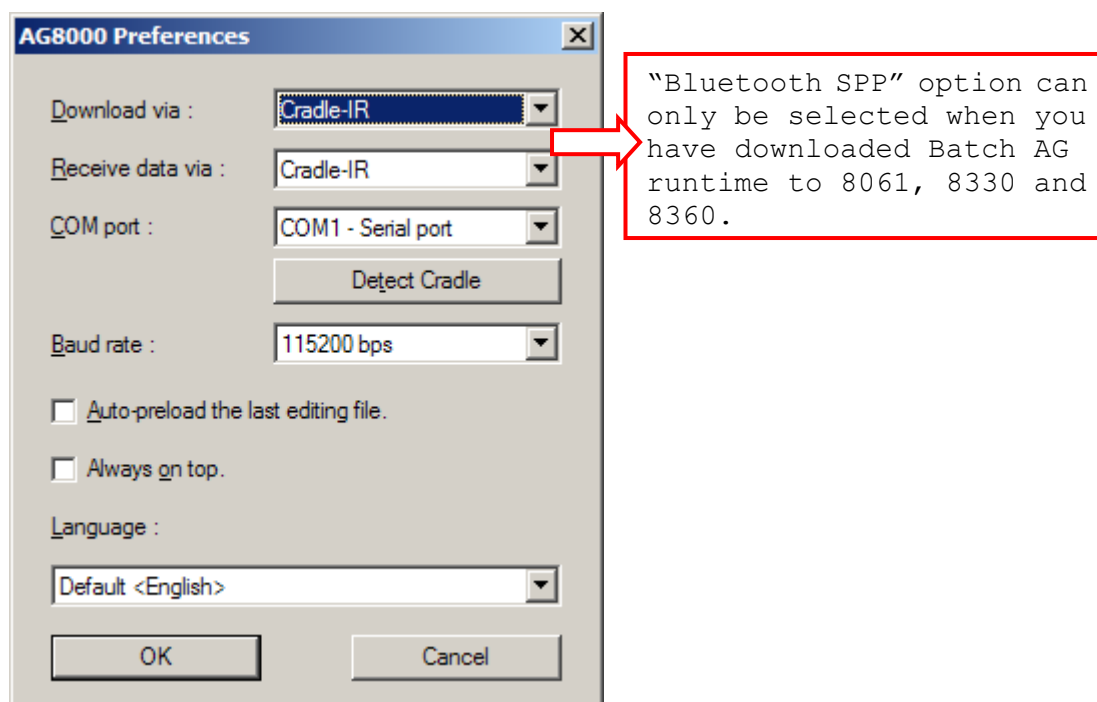 AG8000 Preferences
Download via :
Cradle-IR
Receive data via :
Cradle-IR
COM port :
COM1 - Serial port
Detect Cradle
Baud rate :
115200 bps
Auto-preload the last editing file.
Always on top.
Language :
Default <English>
OK
Cancel
“Bluetooth SPP” option can
only be selected when you
have downloaded Batch AG
runtime to 8061, 8330 and
8360.